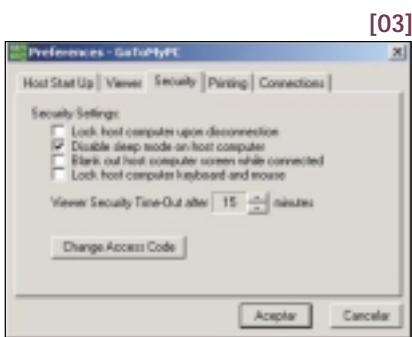 [03]
Preferences - GoToMyPC
Host Start Up Viewer Security Printing Connections
Security Settings:
Lock host computer upon disconnection
Disable sleep mode on host computer
Blank out host computer screen while connected
Lock host computer keyboard and mouse
Viewer Security Time-Out after 15 minutes
Change Access Code
Aceptar Cancelar